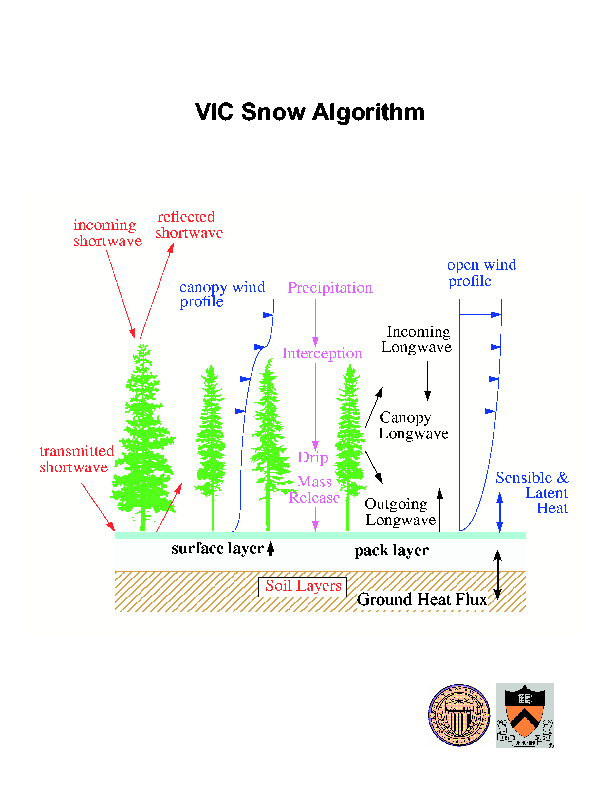 VIC Snow Algorithm
incoming
shortwave
reflected
shortwave
canopy wind
profile
Precipitation
open wind
profile
Interception
Incoming
Longwave
Canopy
Longwave
transmitted
shortwave
Drip
Mass
Release
Outgoing
Longwave
Sensible &
Latent
Heat
surface layer
pack layer
Soil Layers
Ground Heat Flux